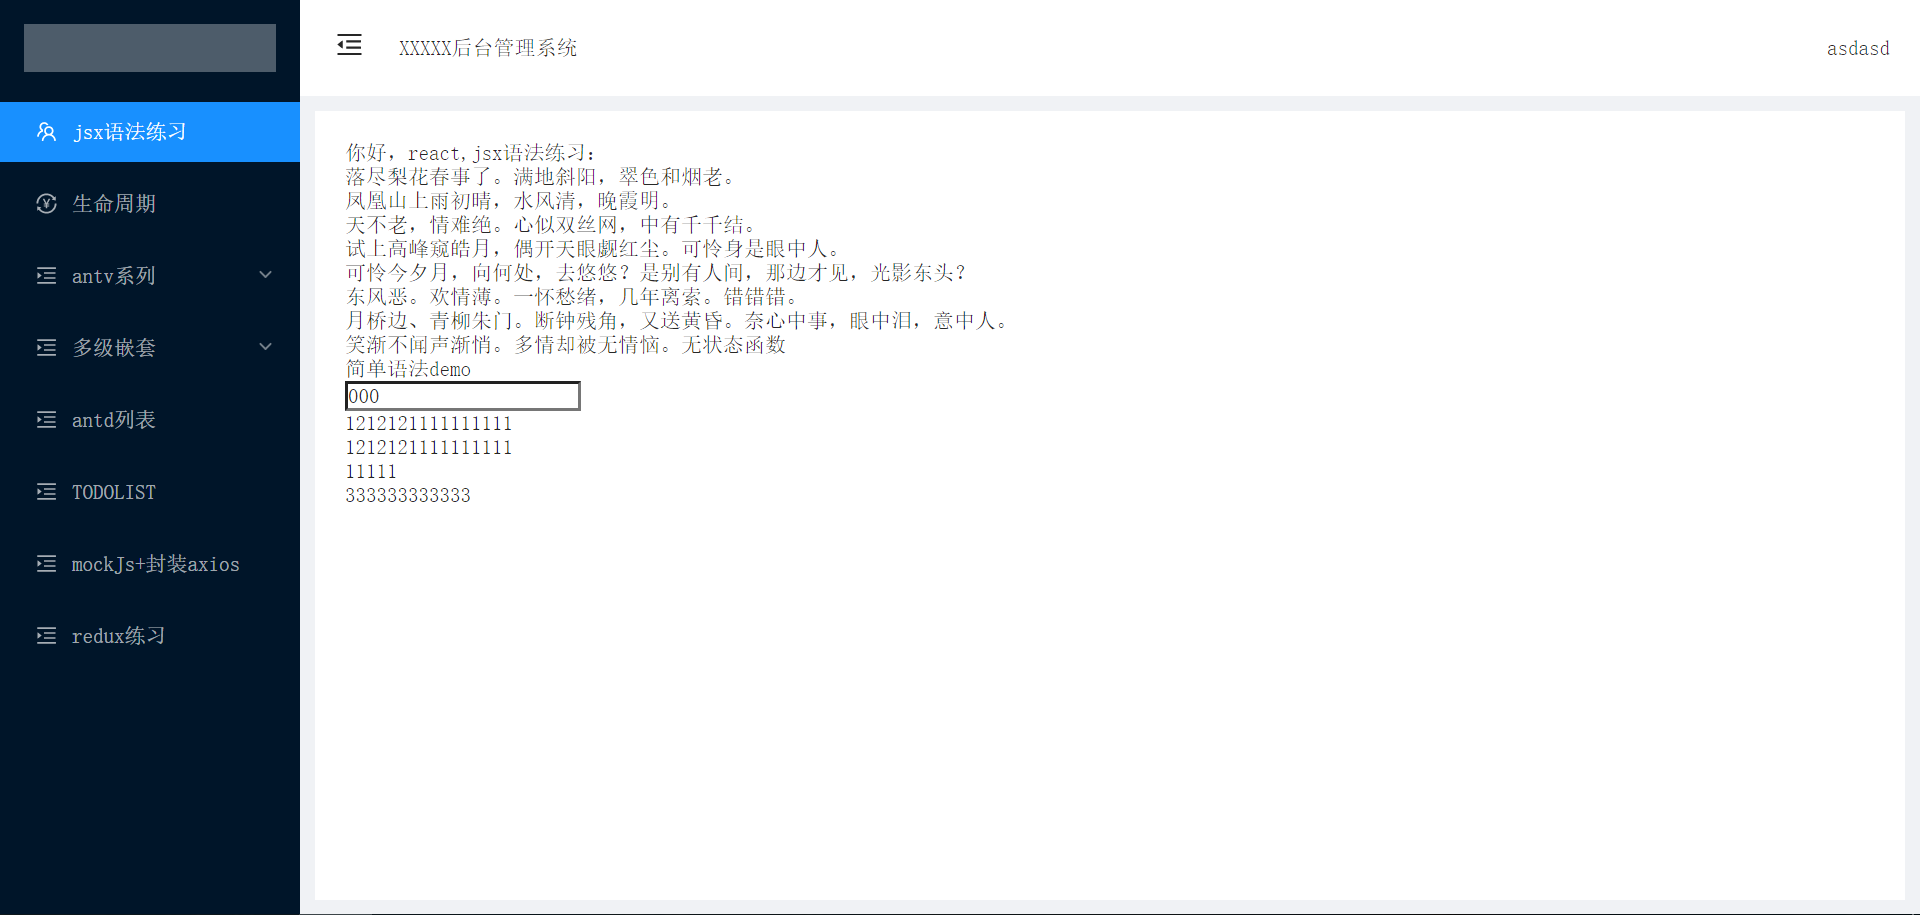 XXXXX后台管理系统
asdasd
jsx语法练习
生命周期
antv系列
多级嵌套
antd列表
TODOLIST
mockJs+封装axios
redux练习
你好，react,jsx语法练习：
落尽梨花春事了。满地斜阳，翠色和烟老。
凤凰山上雨初晴，水风清，晚霞明。
天不老，情难绝。心似双丝网，中有千千结。
试上高峰窥皓月，偶开天眼觑红尘。可怜身是眼中人。
可怜今夕月，向何处，去悠悠？是别有人间，那边才见，光影东头？
东风恶。欢情薄。一怀愁绪，几年离索。错错错。
月桥边、青柳朱门。断钟残角，又送黄昏。奈心中事，眼中泪，意中人。
笑渐不闻声渐悄。多情却被无情恼。无状态函数
简单语法demo
000
1212121111111111
1212121111111111
11111
333333333333